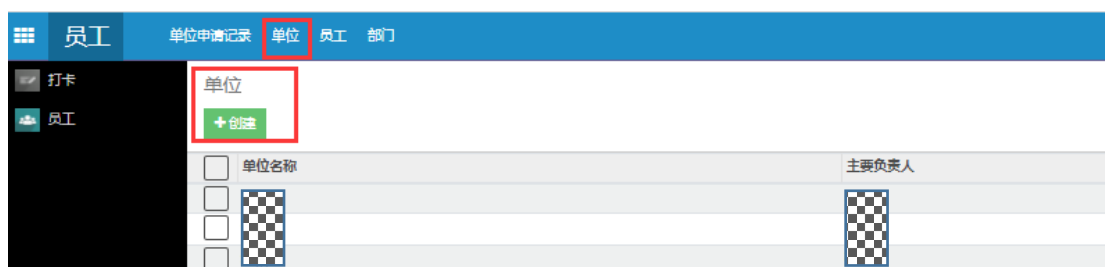 员工 单位申请记录 单位 员工 部门
打卡
员工
单位
+创建
单位名称 主要负责人